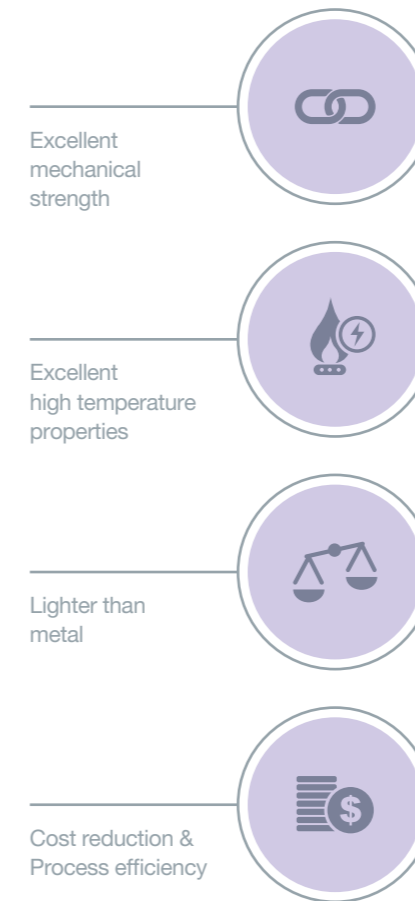 Excellent
mechanical
strength
Excellent
high temperature
properties
Lighter than
metal
$
Cost reduction &
Process efficiency